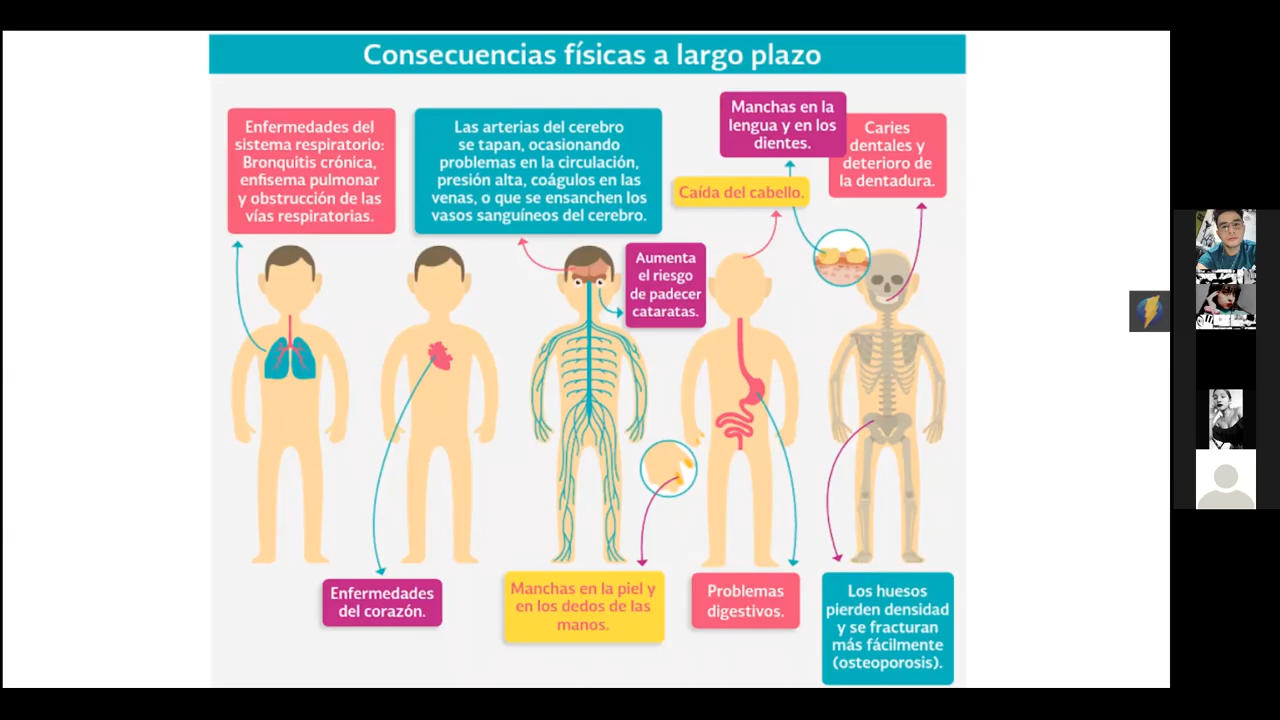 Consecuencias físicas a largo plazo
Enfermedades del
sistema respiratorio:
Bronquitis crónica,
enfisema pulmonar
y obstrucción de las
vías respiratorias.
Las arterias del cerebro
se tapan, ocasionando
problemas en la circulación,
presión alta, coágulos en las
venas, o que se ensanchen los
vasos sanguíneos del cerebro.
Manchas en la
lengua y en los
dientes.
Caries
dentales y
deterioro de
la dentadura.
Caída del cabello.
Aumenta
el riesgo
de padecer
cataratas.
Enfermedades
del corazón.
Manchas en la piel y
en los dedos de las
manos.
Problemas
digestivos.
Los huesos
pierden densidad
y se fracturan
más fácilmente
(osteoporosis).